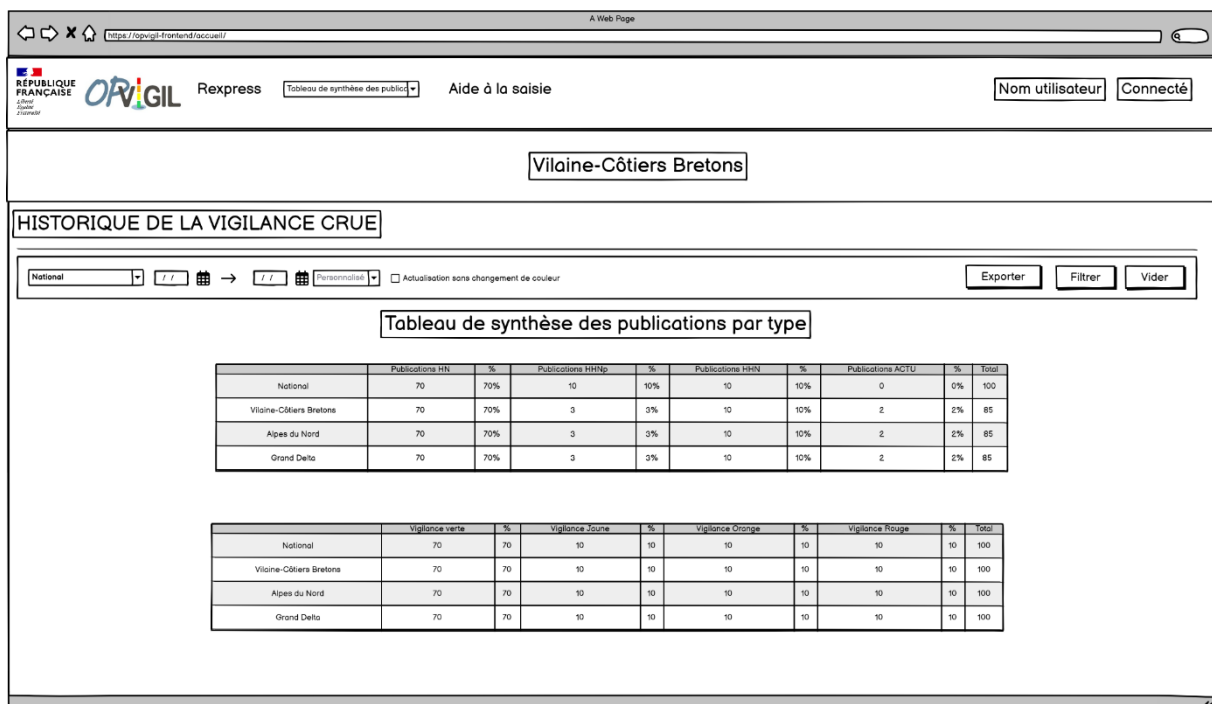 A Web Page
https://opvigil-frontend/accueil/
RÉPUBLIQUE
FRANÇAISE
Liberté
Égalité
Fraternité
OPVIGIL
Rexpress
Tableau de synthèse des public
Aide à la saisie
Nom utilisateur
Connecté
Vilaine-Côtiers Bretons
HISTORIQUE DE LA VIGILANCE CRUE
National / / → / / Personnalisé Actualisation sans changement de couleur Exporter Filtrer Vider
Tableau de synthèse des publications par type
Publications HN % Publications HHNp % Publications HHN % Publications ACTU % Total
National 70 70% 10 10% 10 10% 0 0% 100
Vilaine-Côtiers Bretons 70 70% 3 3% 10 10% 2 2% 85
Alpes du Nord 70 70% 3 3% 10 10% 2 2% 85
Grand Delta 70 70% 3 3% 10 10% 2 2% 85
Vigilance verte % Vigilance Jaune % Vigilance Orange % Vigilance Rouge % Total
National 70 70 10 10 10 10 10 10 100
Vilaine-Côtiers Bretons 70 70 10 10 10 10 10 10 100
Alpes du Nord 70 70 10 10 10 10 10 10 100
Grand Delta 70 70 10 10 10 10 10 10 100